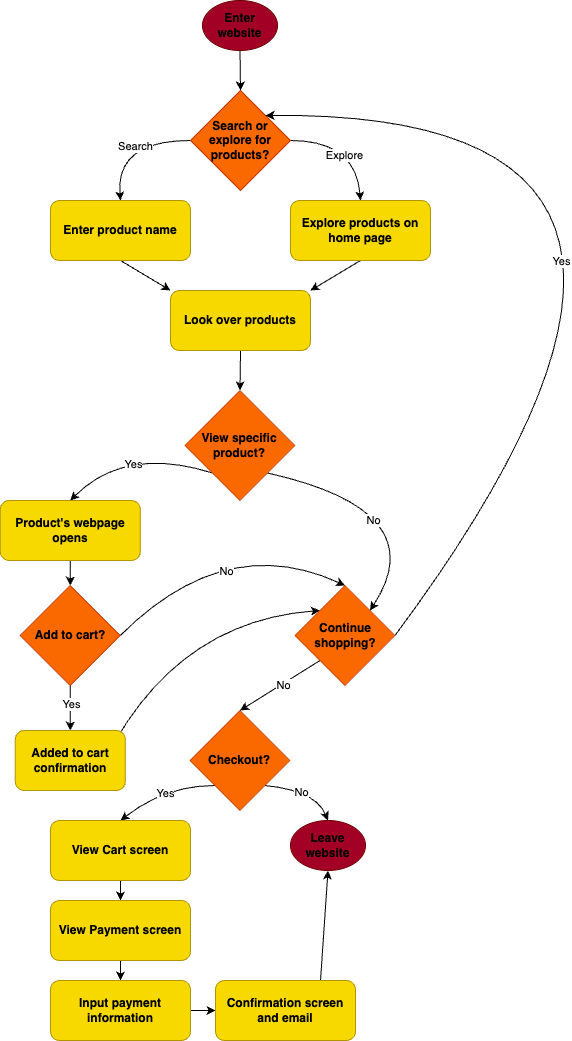 Enter
website
Search or
explore for
products?
Search
Explore
Enter product name
Explore products on
home page
Yes
Look over products
View specific
product?
Yes
No
Product's webpage
opens
No
Add to cart?
Continue
shopping?
No
Yes
Added to cart
confirmation
Checkout?
Yes
No
View Cart screen
Leave
website
View Payment screen
Input payment
information
Confirmation screen
and email